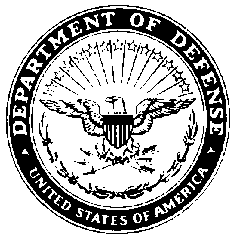 DEPARTMENT OF DEFENSE
UNITED STATES OF AMERICA